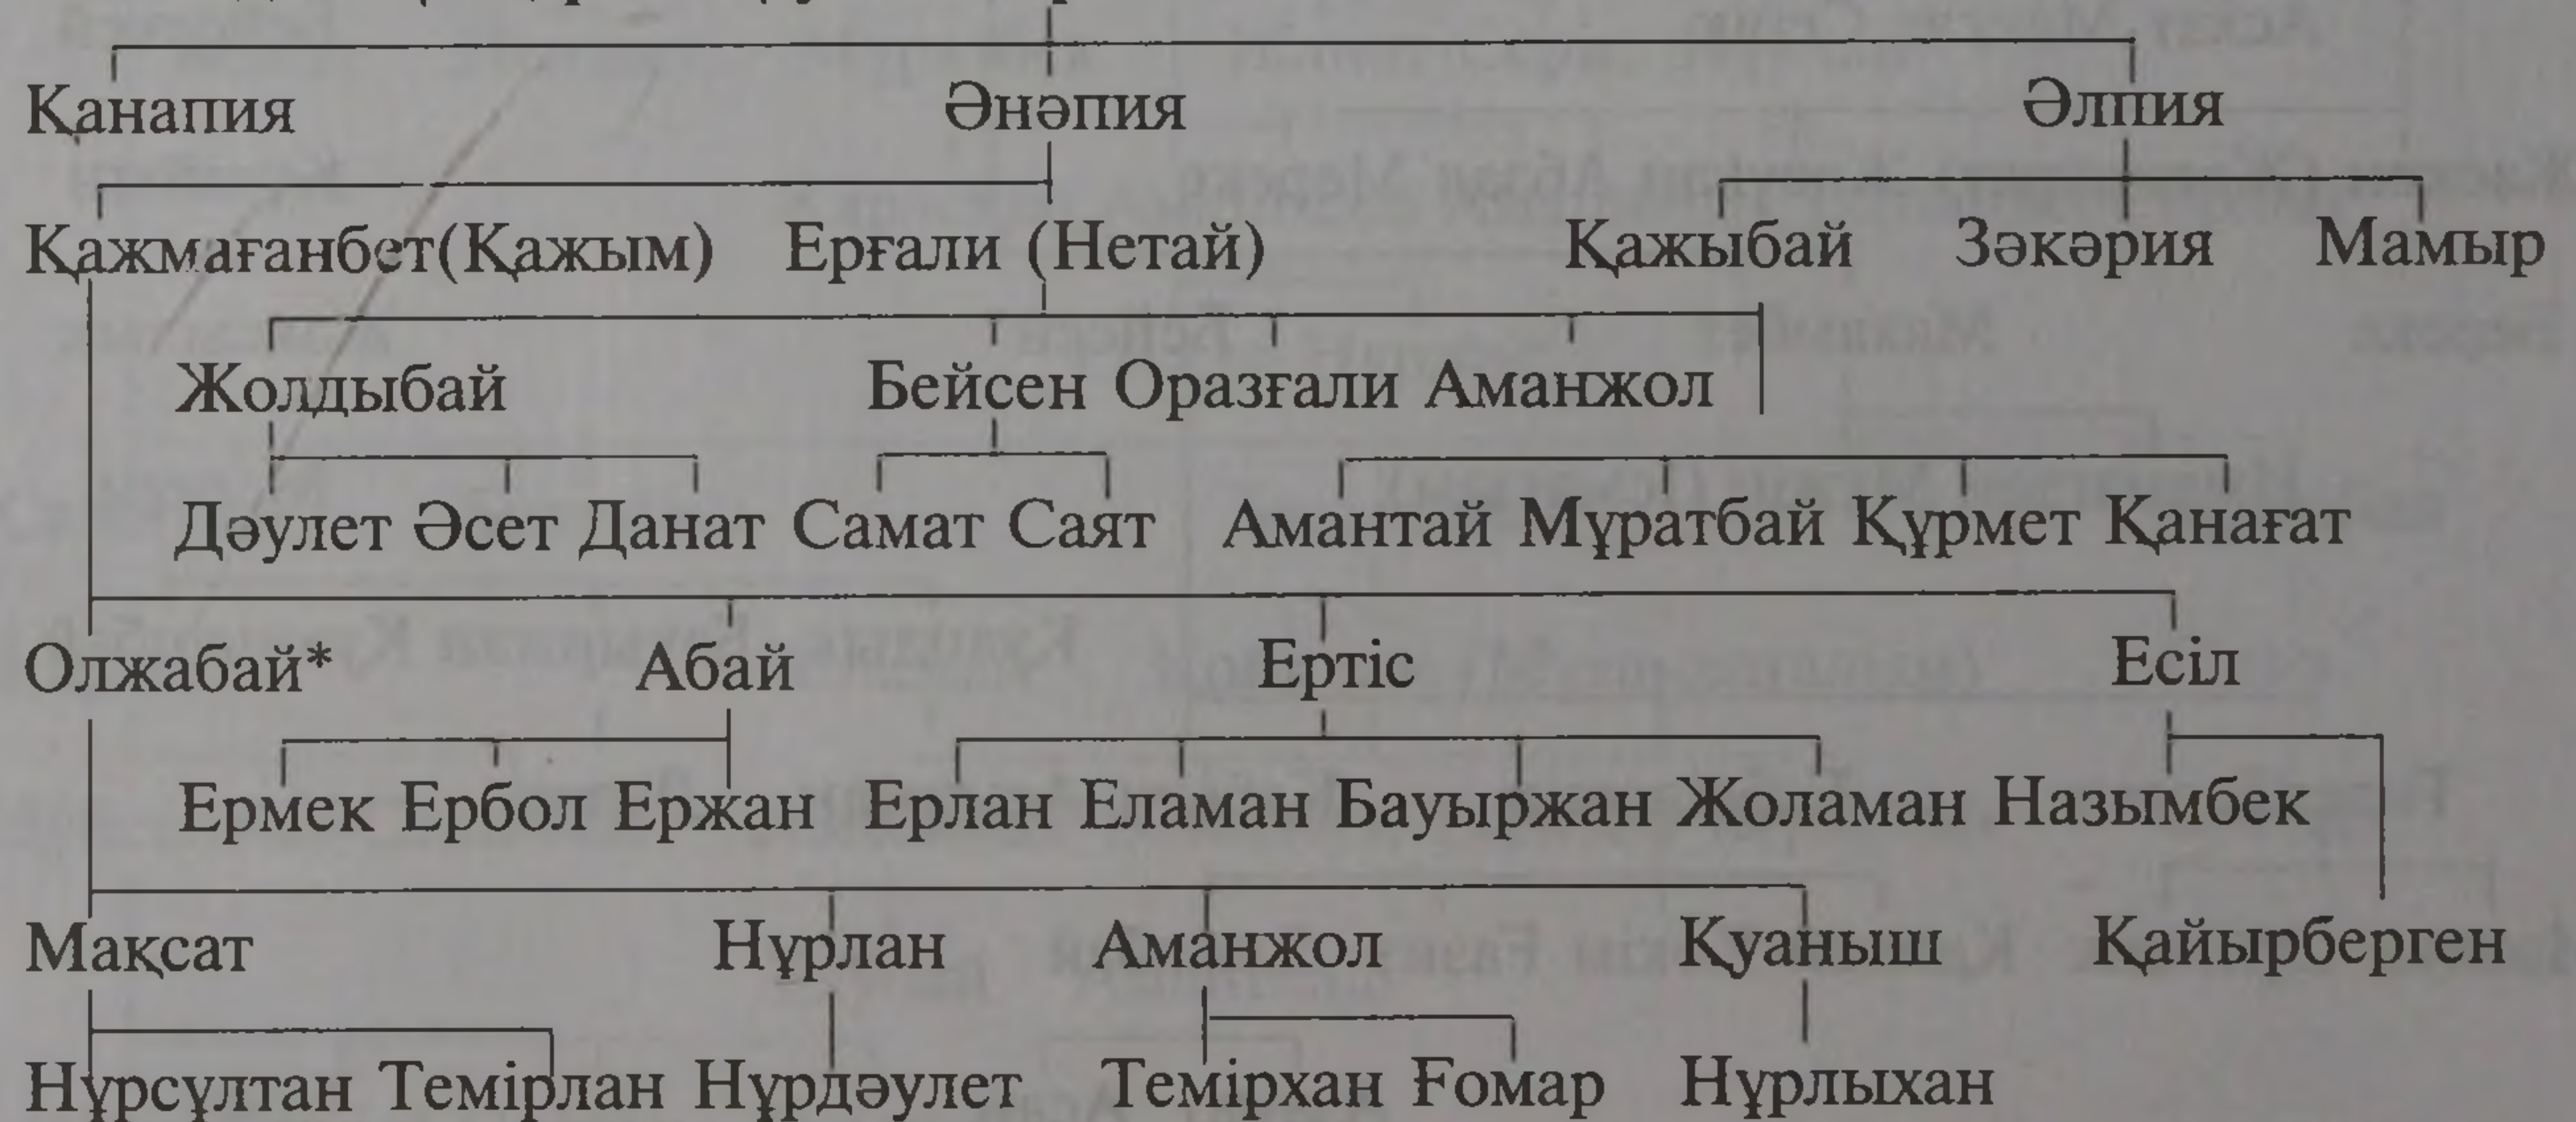 Қанапия Әнәпия Әлпия
Қажмағанбет(Қажым) Ерғали (Нетай) Қажыбай Зәкәрия Мамыр
Жолдыбай Бейсен Оразғали Аманжол
Дәулет Әсет Данат Самат Саят Амантай Мұратбай Құрмет Қанағат
Олжабай* Абай Ертіс Есіл
Ермек Ербол Ержан Ерлан Еламан Бауыржан Жоламан Назымбек
Мақсат Нұрлан Аманжол Қуаныш Қайырберген
Нұрсұлтан Темірлан Нұрдәулет Темірхан Ғомар Нұрлыхан